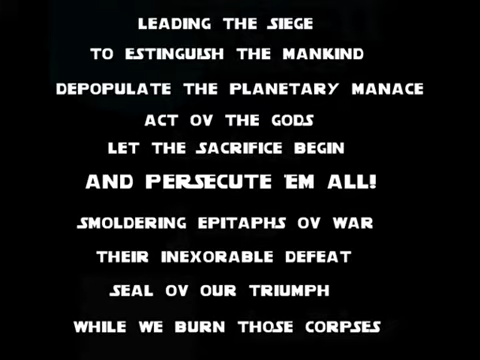 LEADING THE SIEGE
TO ESTINGUISH THE MANKIND
DEPOPULATE THE PLANETARY MANACE
ACT OV THE GODS
LET THE SACRIFICE BEGIN
AND PERSECUTE 'EM ALL!
SMOLDERING EPITAPHS OV WAR
THEIR INEXORABLE DEFEAT
SEAL OV OUR TRIUMPH
WHILE WE BURN THOSE CORPSES